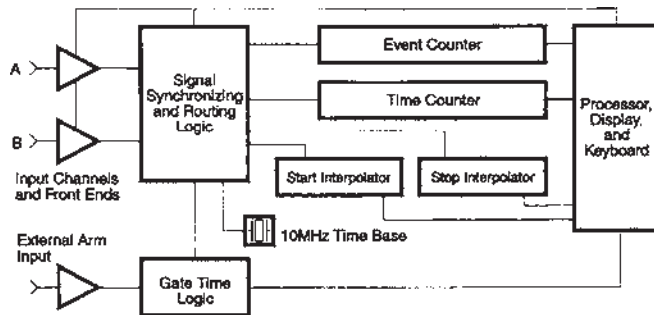 Event Counter
A
Signal
Synchronizing
and Routing
Logic
Time Counter
Processor,
Display,
and
Keyboard
B
Input Channels
and Front Ends
Start Interpolator
Stop Interpolator
10MHz Time Base
External Arm
Input
Gate Time
Logic